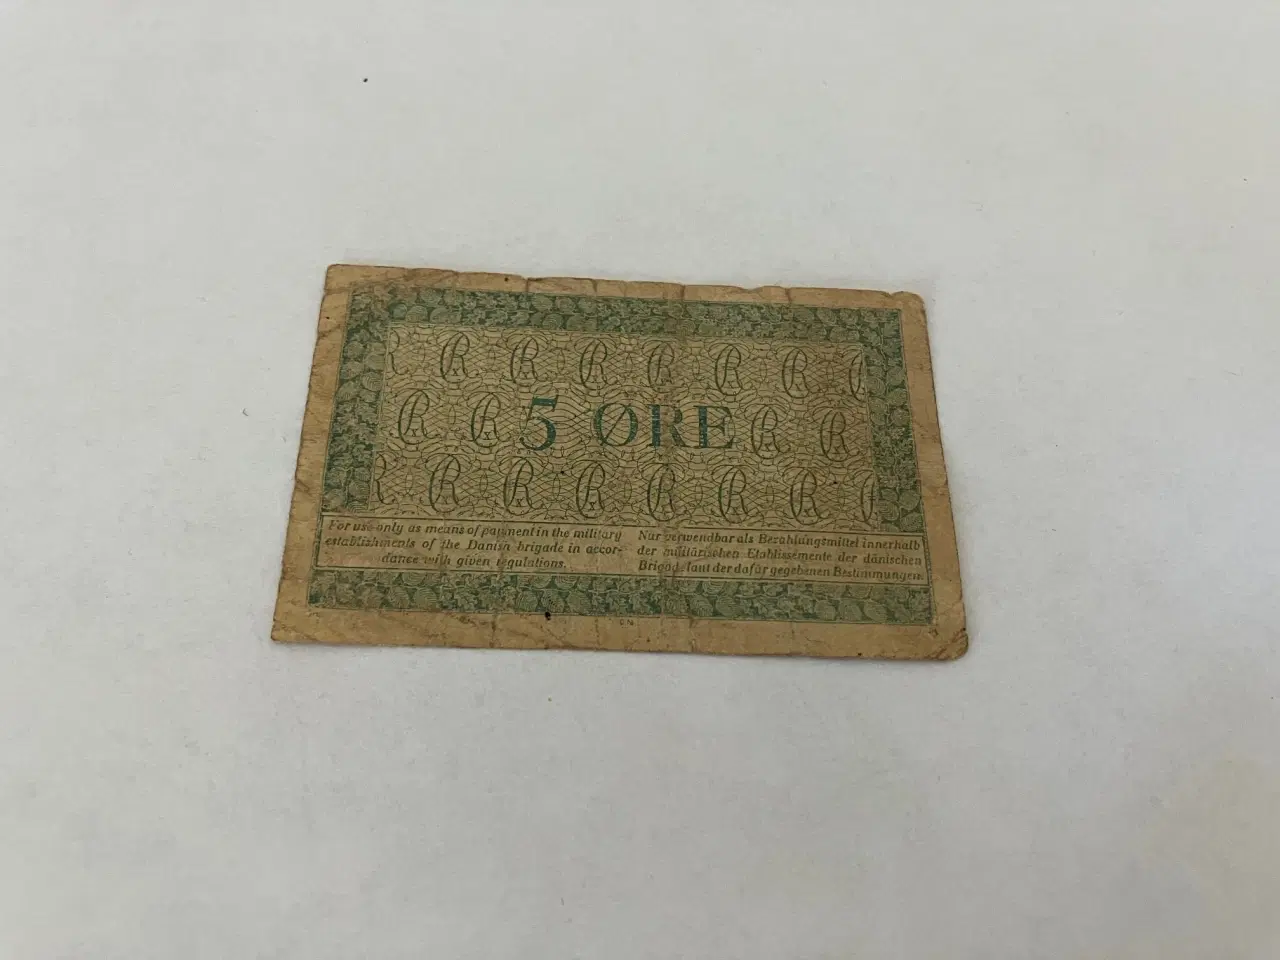 5 ØRE
For use only as means of payment in the military
establishments of the Danish brigade in accor-
dance with given regulations.
Nur verwendbar als Bezahlungsmittel innerhalb
der militärischen Etablissemente der dänischen
Brigade laut der dafür gegebenen Bestimmungen.